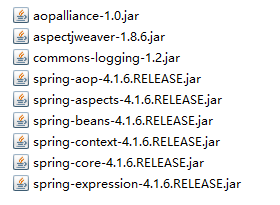 aopalliance-1.0.jar
aspectjweaver-1.8.6.jar
commons-logging-1.2.jar
spring-aop-4.1.6.RELEASE.jar
spring-aspects-4.1.6.RELEASE.jar
spring-beans-4.1.6.RELEASE.jar
spring-context-4.1.6.RELEASE.jar
spring-core-4.1.6.RELEASE.jar
spring-expression-4.1.6.RELEASE.jar